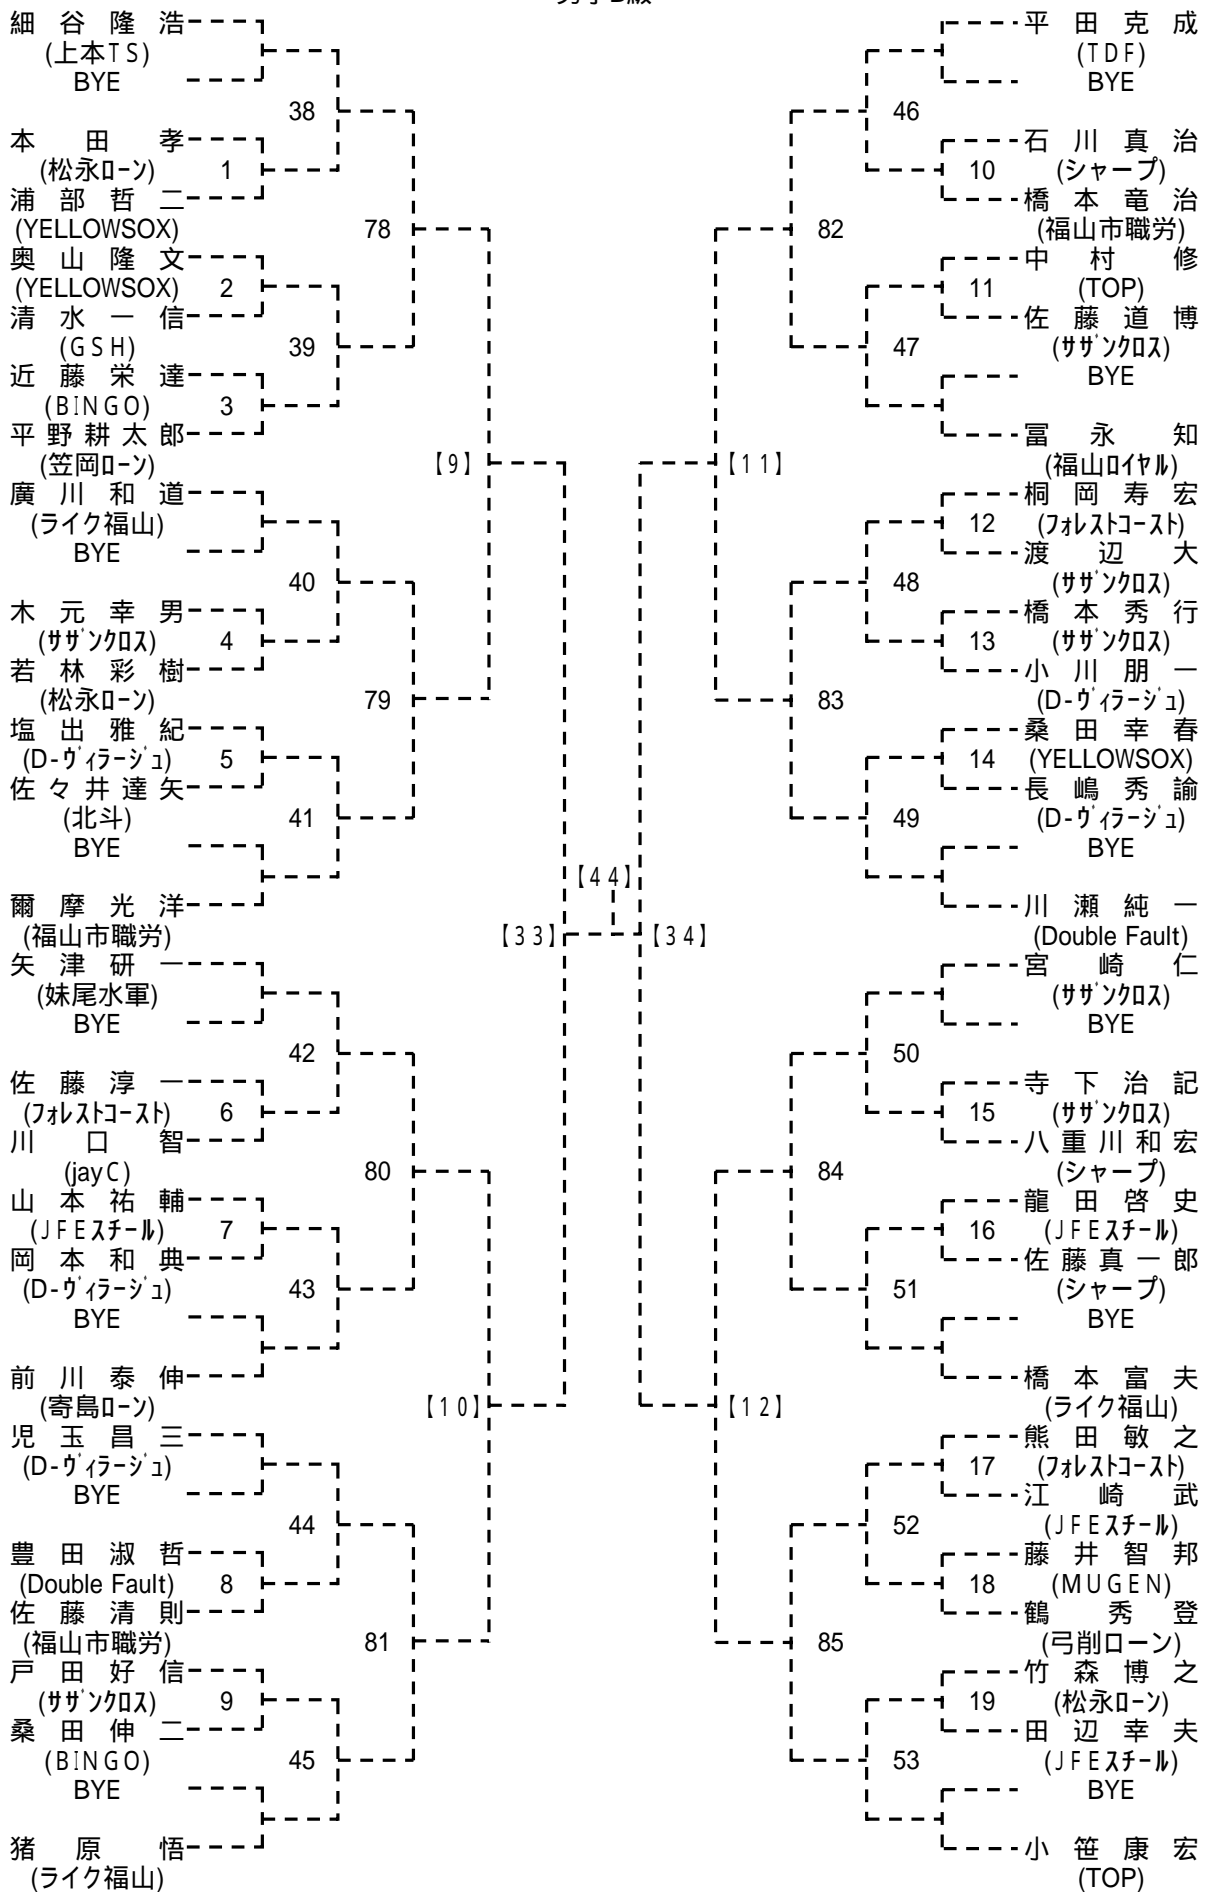 細谷隆浩
(上本TS)
BYE
38
本田孝
(松永ﾛｰﾝ)
1
浦部哲二
(YELLOWSOX)
78
奥山隆文
(YELLOWSOX)
2
清水一信
(GSH)
39
近藤栄達
(BINGO)
3
平野耕太郎
(笠岡ﾛｰﾝ)
【9】
廣川和道
(ライク福山)
BYE
40
木元幸男
(ｻｻﾞﾝｸﾛｽ)
4
若林彩樹
(松永ローン)
79
塩出雅紀
(D-ｳﾞｨﾗｰｼﾞｭ)
5
佐々井達矢
(北斗)
41
BYE
爾摩光洋
(福山市職労)
【33】
矢津研一
(妹尾水軍)
BYE
42
佐藤淳一
(ﾌｫﾚｽﾄｺｰｽﾄ)
6
川口智
(jayC)
80
山本祐輔
(JFEｽﾁｰﾙ)
7
岡本和典
(D-ｳﾞｨﾗｰｼﾞｭ)
43
BYE
前川泰伸
(寄島ローン)
【10】
児玉昌三
(D-ｳﾞｨﾗｰｼﾞｭ)
BYE
44
豊田淑哲
(Double Fault)
8
佐藤清則
(福山市職労)
81
戸田好信
(ｻｻﾞﾝｸﾛｽ)
9
桑田伸二
(BINGO)
45
BYE
猪原悟
(ライク福山)
【44】
平田克成
(TDF)
BYE
46
石川真治
10
(シャープ)
橋本竜治
(福山市職労)
82
中村修
11
(TOP)
佐藤道博
(ｻｻﾞﾝｸﾛｽ)
47
BYE
冨永知
(福山ﾛｲﾔﾙ)
【11】
桐岡寿宏
12
(ﾌｫﾚｽﾄｺｰｽﾄ)
渡辺大
(ｻｻﾞﾝｸﾛｽ)
48
橋本秀行
13
(ｻｻﾞﾝｸﾛｽ)
小川朋一
(D-ｳﾞｨﾗｰｼﾞｭ)
83
桑田幸春
14
(YELLOWSOX)
長嶋秀諭
(D-ｳﾞｨﾗｰｼﾞｭ)
49
BYE
川瀬純一
(Double Fault)
【34】
宮崎仁
(ｻｻﾞﾝｸﾛｽ)
BYE
50
寺下治記
15
(ｻｻﾞﾝｸﾛｽ)
八重川和宏
(シャープ)
84
龍田啓史
16
(JFEｽﾁｰﾙ)
佐藤真一郎
(シャープ)
51
BYE
橋本富夫
(ライク福山)
【12】
熊田敏之
17
(ﾌｫﾚｽﾄｺｰｽﾄ)
江崎武
(JFEｽﾁｰﾙ)
52
藤井智邦
18
(MUGEN)
鶴秀登
(弓削ローン)
85
竹森博之
19
(松永ﾛｰﾝ)
田辺幸夫
(JFEｽﾁｰﾙ)
53
BYE
小笹康宏
(TOP)